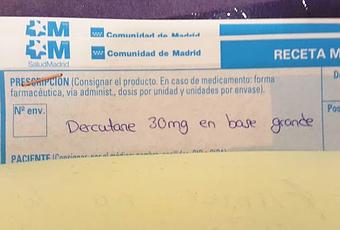 M Comunidad de Madrid
M Comunidad de Madrid
SaludMadrid
RECETA M
PRESCRIPCIÓN (Consignar el producto. En caso de medicamento: forma
farmacéutica, vía administ., dosis por unidad y unidades por envase).
Nº env.
Dercutane 30mg en base grande
PACIENTE